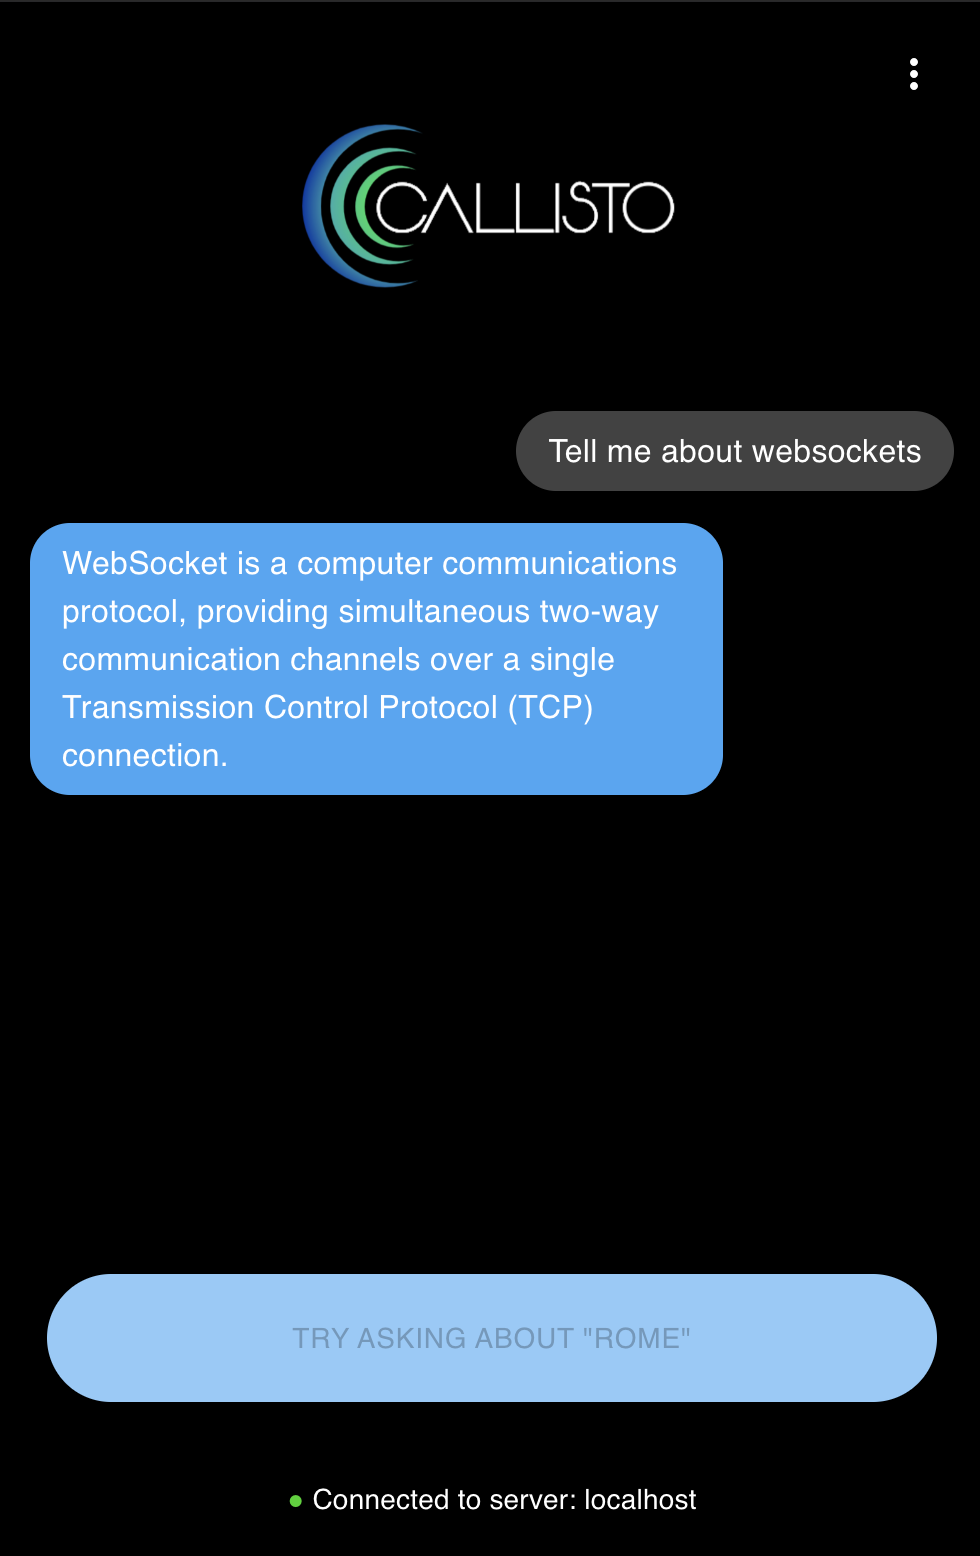 CALLISTO
Tell me about websockets
WebSocket is a computer communications
protocol, providing simultaneous two-way
communication channels over a single
Transmission Control Protocol (TCP)
connection.
TRY ASKING ABOUT "ROME"
Connected to server: localhost